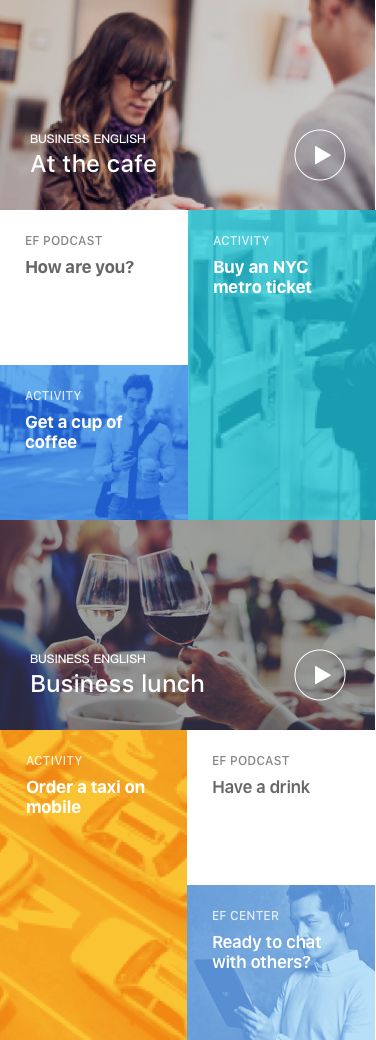 BUSINESS ENGLISH
At the cafe
EF PODCAST
How are you?
ACTIVITY
Buy an NYC
metro ticket
ACTIVITY
Get a cup of
coffee
BUSINESS ENGLISH
Business lunch
ACTIVITY
Order a taxi on
mobile
EF PODCAST
Have a drink
EF CENTER
Ready to chat
with others?